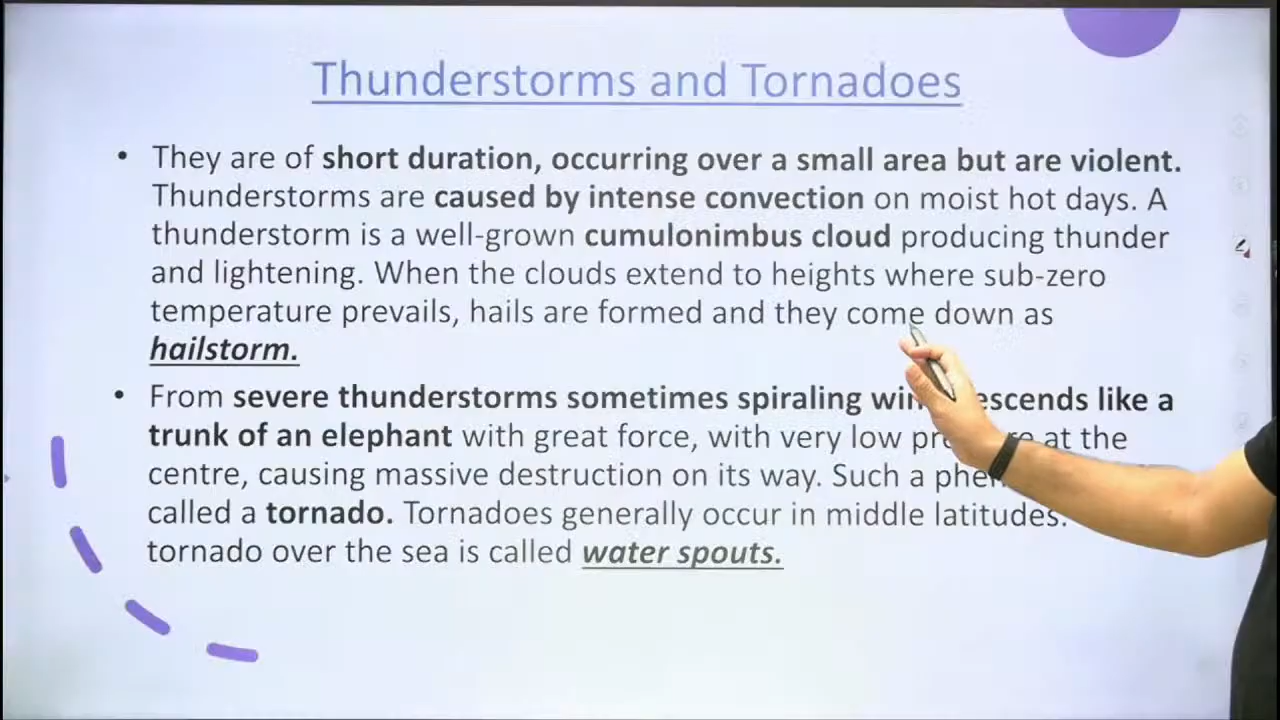 Thunderstorms and Tornadoes
• They are of short duration, occurring over a small area but are violent.
Thunderstorms are caused by intense convection on moist hot days. A
thunderstorm is a well-grown cumulonimbus cloud producing thunder
and lightening. When the clouds extend to heights where sub-zero
temperature prevails, hails are formed and they come down as
hailstorm.
• From severe thunderstorms sometimes spiraling like a
trunk of an elephant with great force, with very low at the
centre, causing massive destruction on its way. Such a
called a tornado. Tornadoes generally occur in middle latitudes.
tornado over the sea is called water spouts.